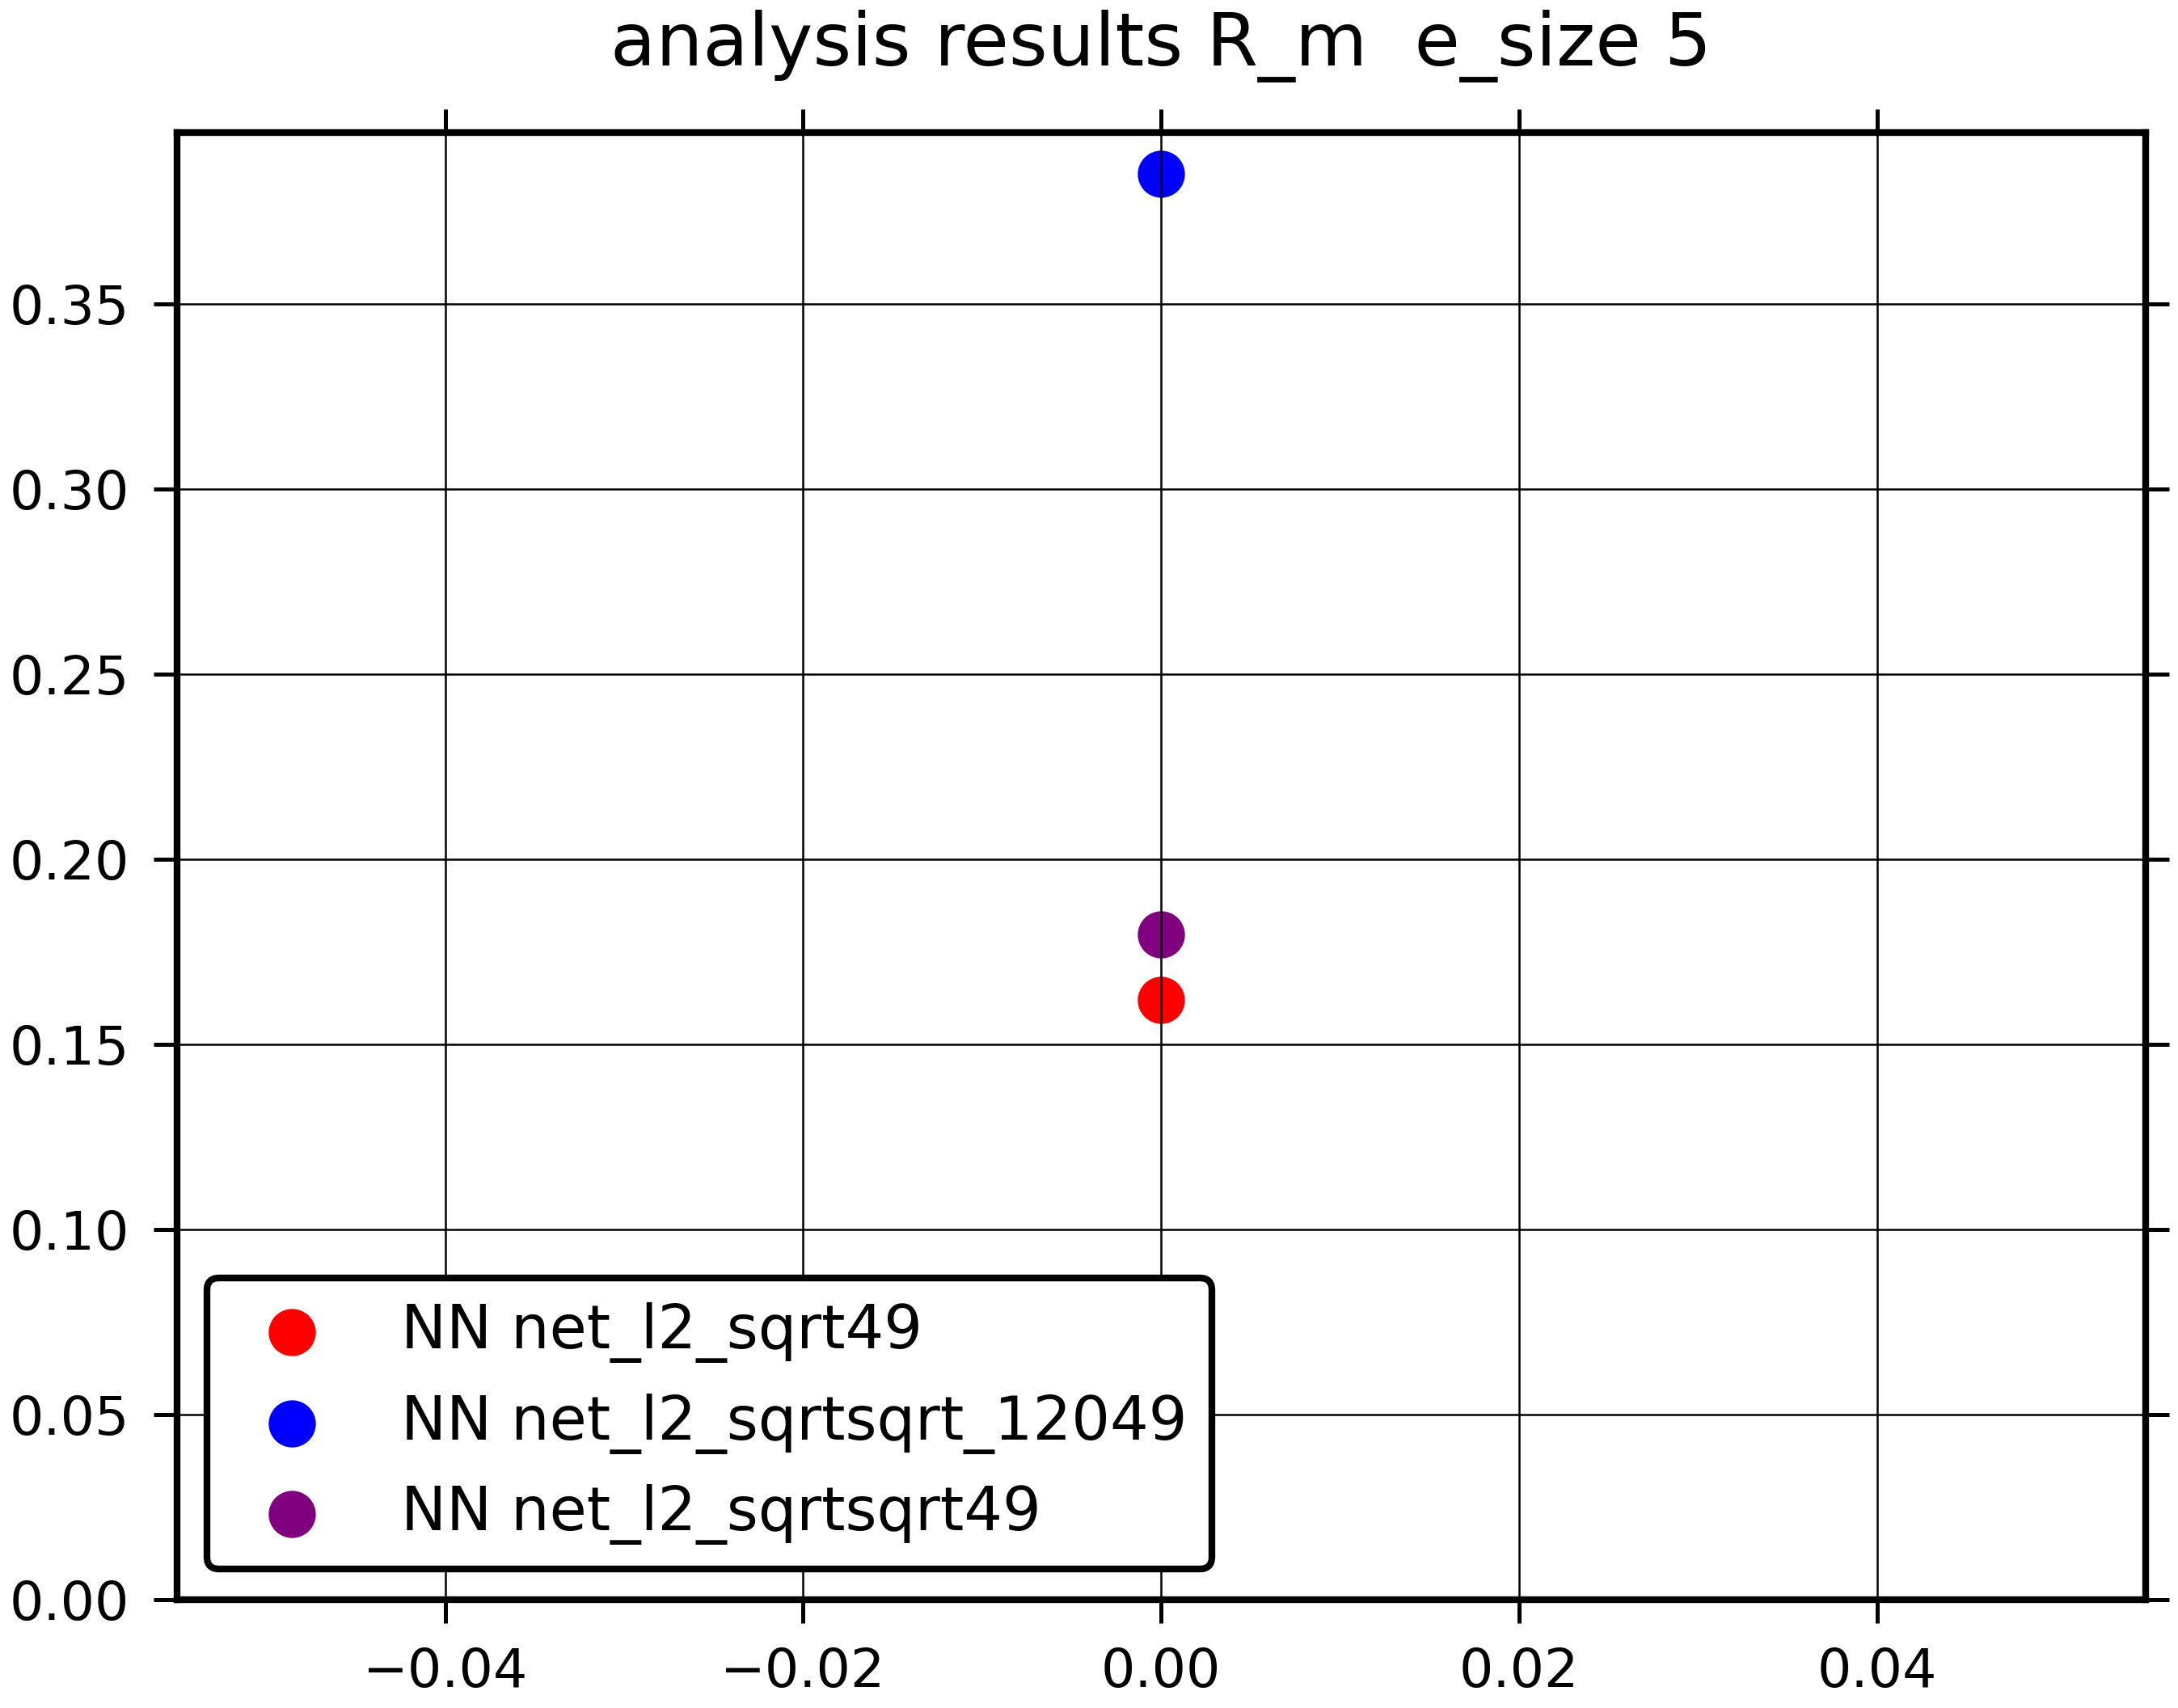 analysis results R_m  e_size 5
0.35
0.30
0.25
0.20
0.15
0.10
0.05
0.00
NN net_l2_sqrt49
NN net_l2_sqrtsqrt_12049
NN net_l2_sqrtsqrt49
−0.04 −0.02 0.00 0.02 0.04